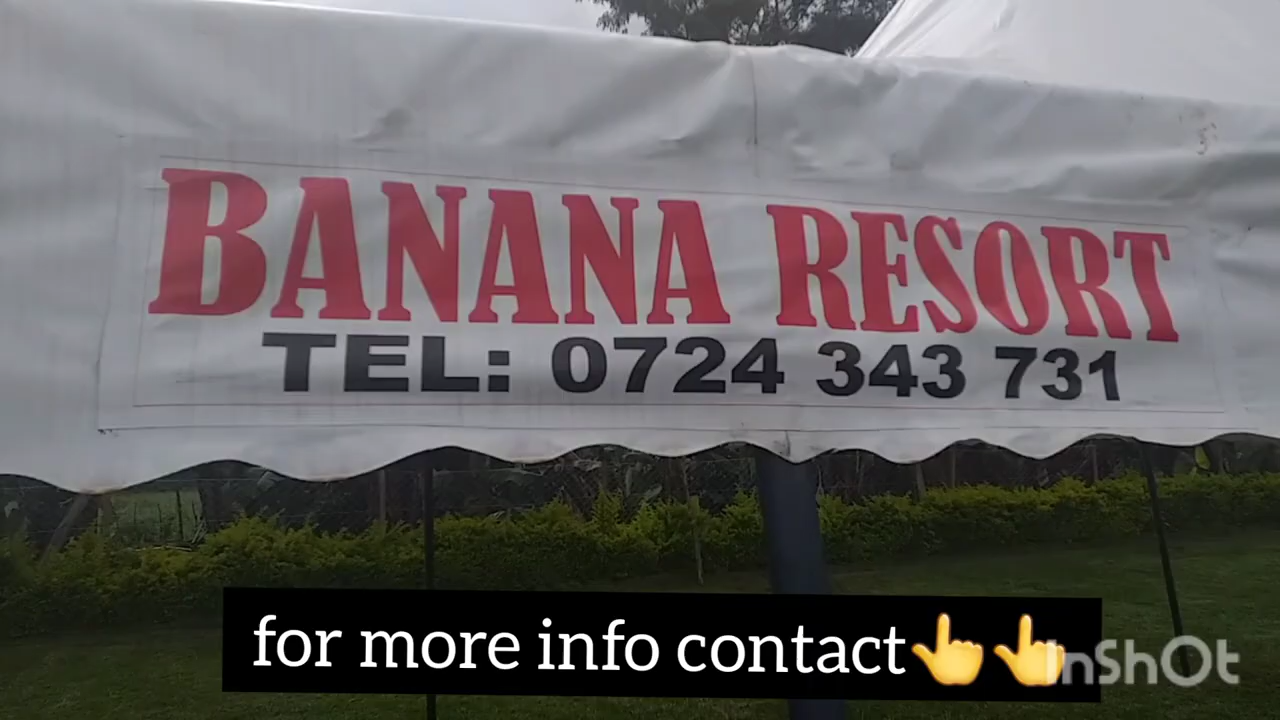 BANANA RESORT
TEL: 0724 343 731
for more info contact👆👆
InShOt